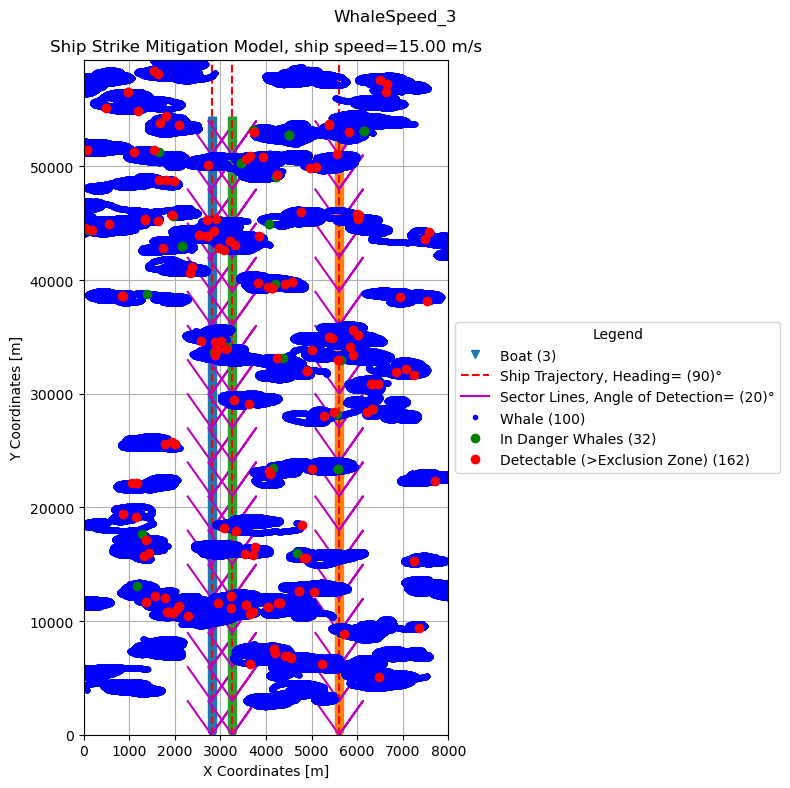 WhaleSpeed_3
Ship Strike Mitigation Model, ship speed=15.00 m/s
50000
40000
30000
20000
10000
0
Y Coordinates [m]
0 1000 2000 3000 4000 5000 6000 7000 8000
X Coordinates [m]
Legend
Boat (3)
Ship Trajectory, Heading= (90)°
Sector Lines, Angle of Detection= (20)°
Whale (100)
In Danger Whales (32)
Detectable (>Exclusion Zone) (162)